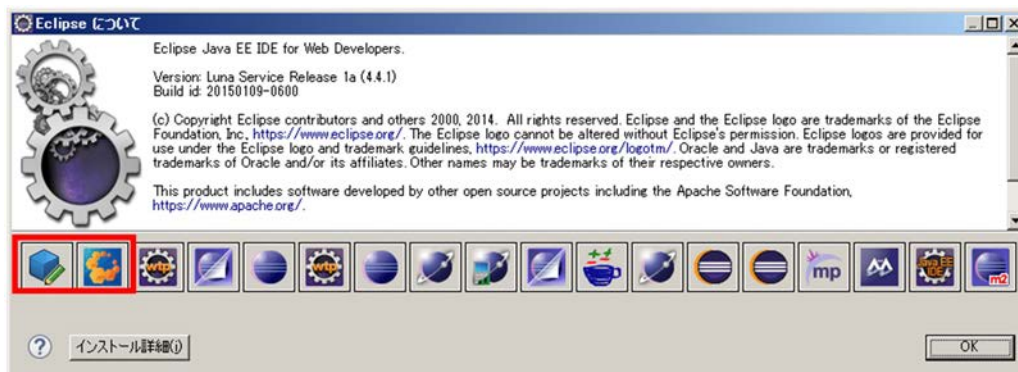 Eclipse について
Eclipse Java EE IDE for Web Developers.
Version: Luna Service Release 1a (4.4.1)
Build id: 20150109-0600
(c) Copyright Eclipse contributors and others 2000, 2014. All rights reserved. Eclipse and the Eclipse logo are trademarks of the Eclipse
Foundation, Inc., https://www.eclipse.org/. The Eclipse logo cannot be altered without Eclipse's permission. Eclipse logos are provided for
use under the Eclipse logo and trademark guidelines, https://www.eclipse.org/logotm/. Oracle and Java are trademarks or registered
trademarks of Oracle and/or its affiliates. Other names may be trademarks of their respective owners.
This product includes software developed by other open source projects including the Apache Software Foundation,
https://www.apache.org/.
wtp wtp mp Java EE IDE m2
インストール詳細(i) OK